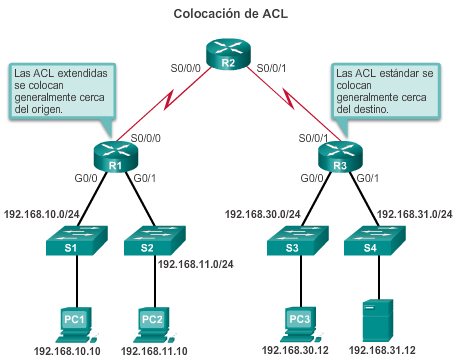 Colocación de ACL
R2
S0/0/0
S0/0/1
Las ACL extendidas
se colocan
generalmente cerca
del origen.
Las ACL estándar se
colocan
generalmente cerca
del destino.
S0/0/0
S0/0/1
R1
R3
G0/0
G0/1
G0/0
G0/1
192.168.10.0/24
192.168.30.0/24
192.168.31.0/24
S1
S2
S3
S4
192.168.11.0/24
PC1
PC2
PC3
192.168.10.10
192.168.11.10
192.168.30.12
192.168.31.12